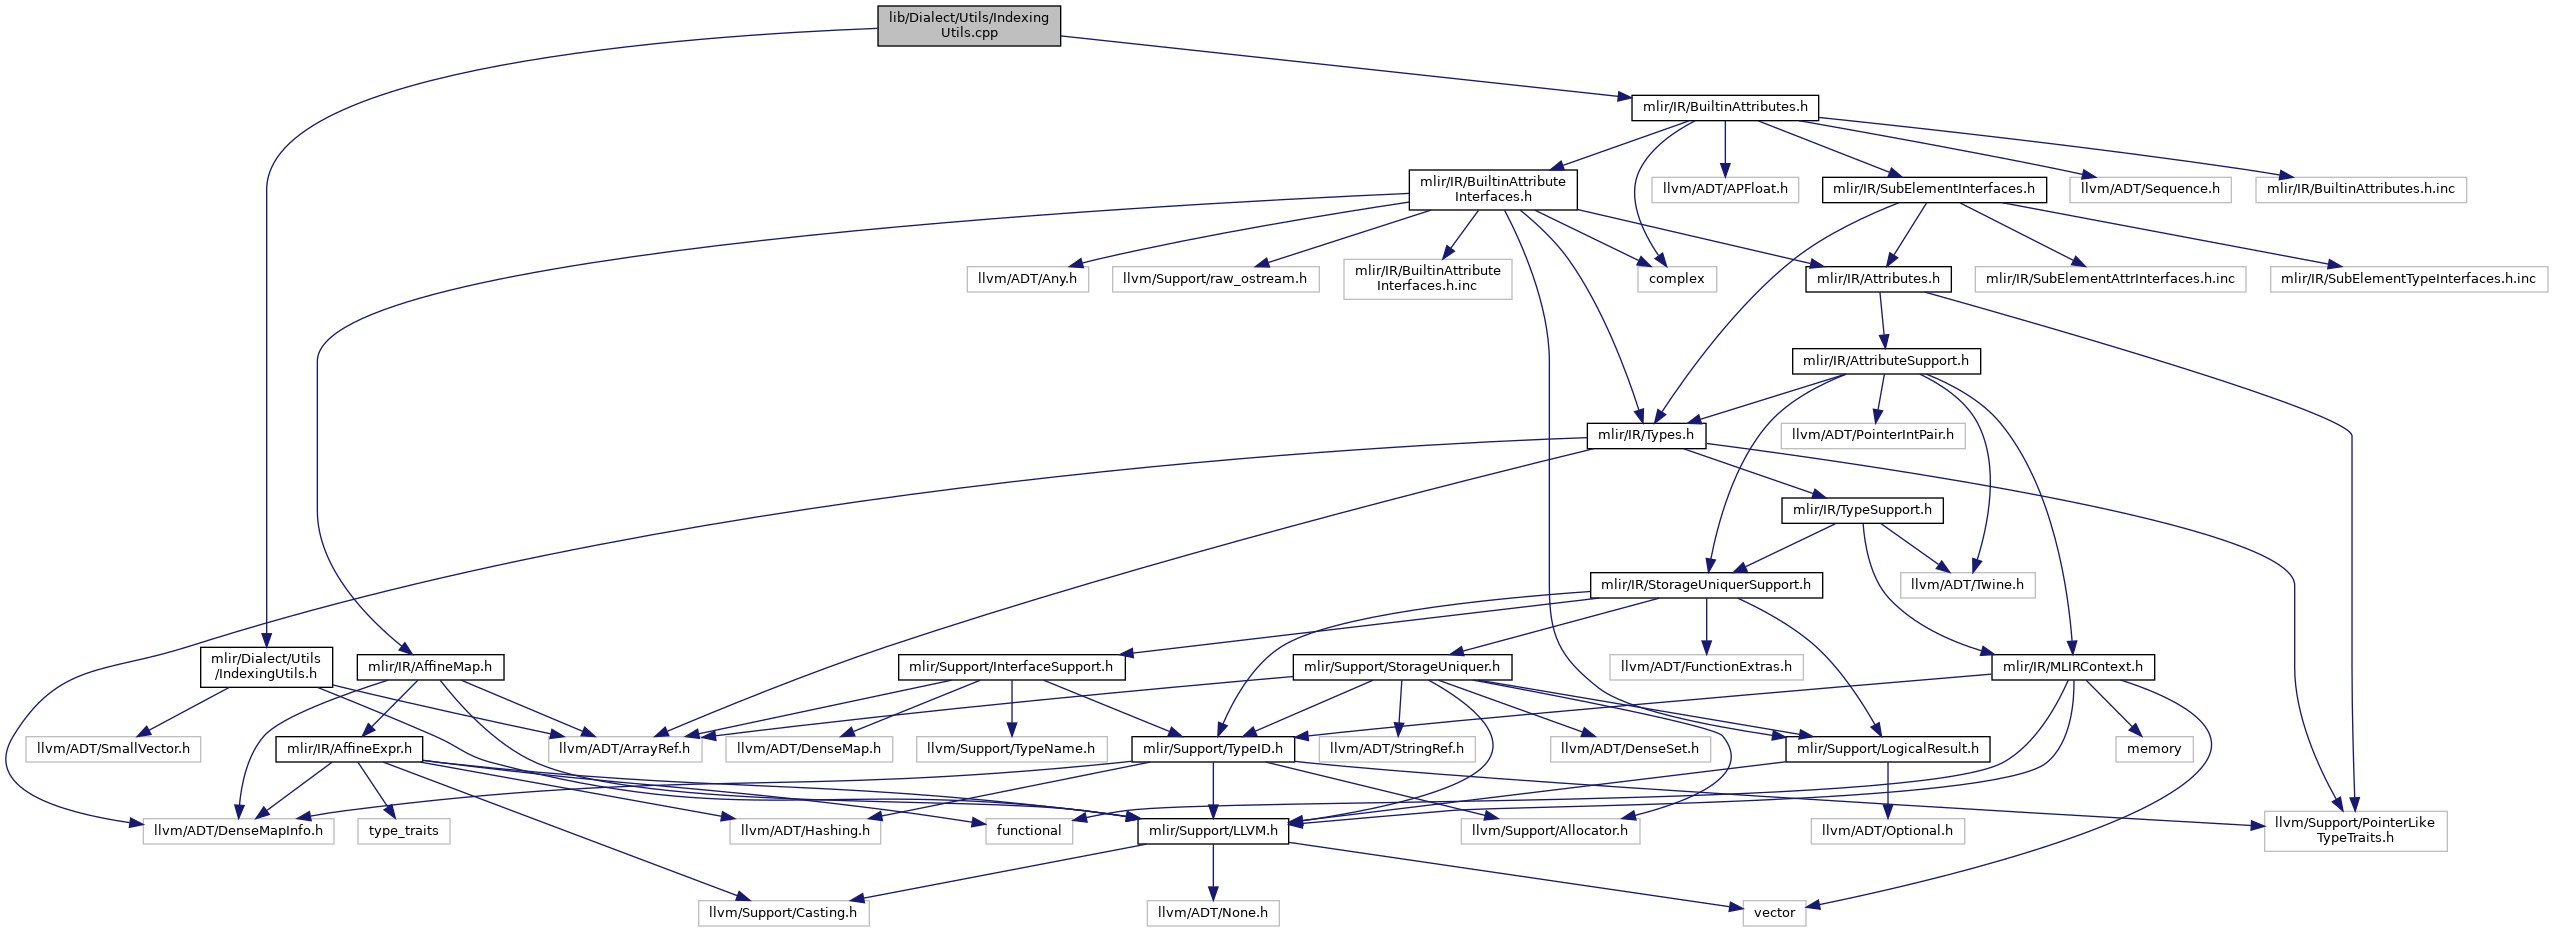 lib/Dialect/Utils/Indexing
Utils.cpp
mlir/IR/BuiltinAttributes.h
mlir/IR/BuiltinAttribute
Interfaces.h
llvm/ADT/APFloat.h
mlir/IR/SubElementInterfaces.h
llvm/ADT/Sequence.h
mlir/IR/BuiltinAttributes.h.inc
llvm/ADT/Any.h
llvm/Support/raw_ostream.h
mlir/IR/BuiltinAttribute
Interfaces.h.inc
complex
mlir/IR/Attributes.h
mlir/IR/SubElementAttrInterfaces.h.inc
mlir/IR/SubElementTypeInterfaces.h.inc
mlir/IR/AttributeSupport.h
mlir/IR/Types.h
llvm/ADT/PointerIntPair.h
mlir/IR/TypeSupport.h
mlir/IR/StorageUniquerSupport.h
llvm/ADT/Twine.h
mlir/Dialect/Utils
/IndexingUtils.h
mlir/IR/AffineMap.h
mlir/Support/InterfaceSupport.h
mlir/Support/StorageUniquer.h
llvm/ADT/FunctionExtras.h
mlir/IR/MLIRContext.h
llvm/ADT/SmallVector.h
mlir/IR/AffineExpr.h
llvm/ADT/ArrayRef.h
llvm/ADT/DenseMap.h
llvm/Support/TypeName.h
mlir/Support/TypeID.h
llvm/ADT/StringRef.h
llvm/ADT/DenseSet.h
mlir/Support/LogicalResult.h
memory
llvm/ADT/DenseMapInfo.h
type_traits
llvm/ADT/Hashing.h
functional
mlir/Support/LLVM.h
llvm/Support/Allocator.h
llvm/ADT/Optional.h
llvm/Support/PointerLike
TypeTraits.h
llvm/Support/Casting.h
llvm/ADT/None.h
vector